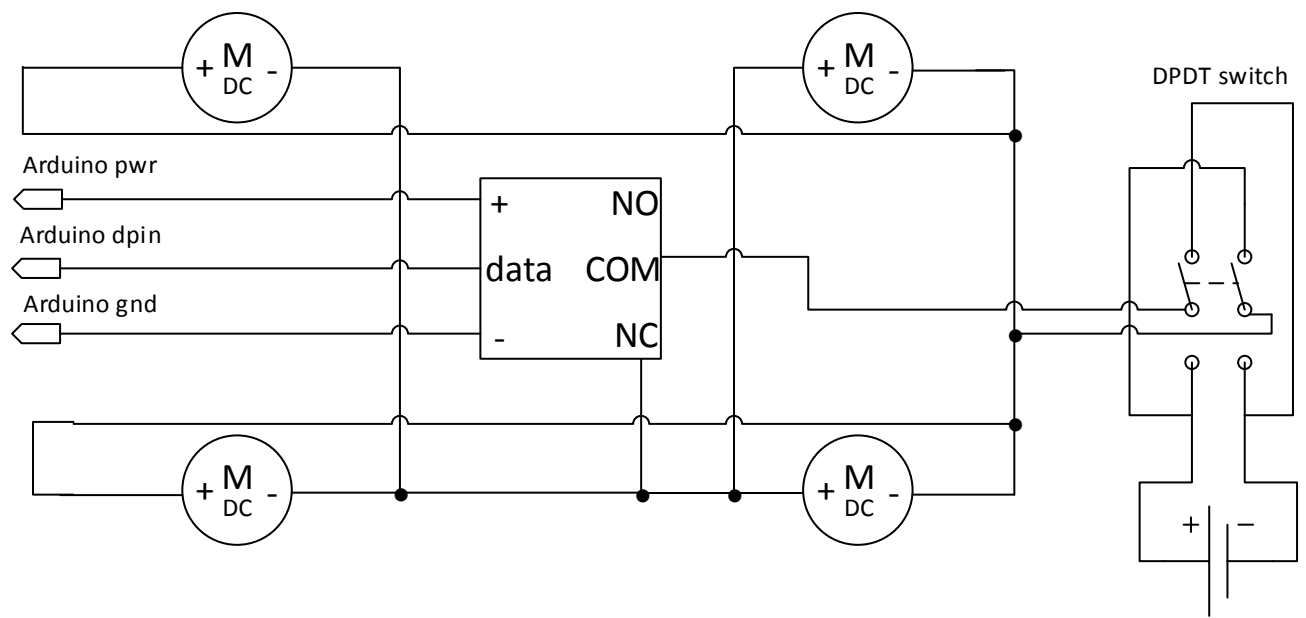 + M - DC
+ M - DC
DPDT switch
Arduino pwr
+ NO
Arduino dpin
data COM
Arduino gnd
- NC
+ M - DC
+ M - DC
+ -